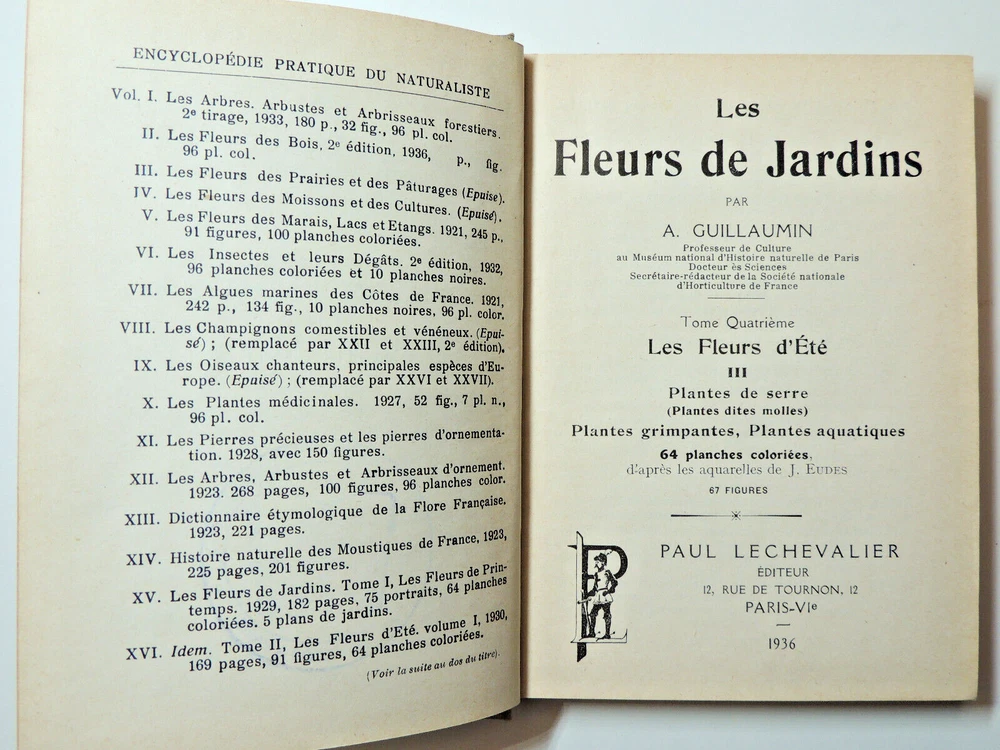 ENCYCLOPÉDIE PRATIQUE DU NATURALISTE
Vol. I. Les Arbres. Arbustes et Arbrisseaux forestiers.
2e tirage, 1933, 180 p., 32 fig., 96 pl. col.
II. Les Fleurs des Bois, 2e édition, 1936, p., fig.
96 pl. col.
III. Les Fleurs des Prairies et des Pâturages (Epuise).
IV. Les Fleurs des Moissons et des Cultures. (Epuisé).
V. Les Fleurs des Marais, Lacs et Etangs. 1921, 245 p.,
91 figures, 100 planches coloriées.
VI. Les Insectes et leurs Dégâts. 2e édition, 1932,
96 planches coloriées et 10 planches noires.
VII. Les Algues marines des Côtes de France. 1921,
242 p., 134 fig., 10 planches noires, 96 pl. color.
VIII. Les Champignons comestibles et vénéneux. (Epui-
sé) ; (remplacé par XXII et XXIII, 2e édition).
IX. Les Oiseaux chanteurs, principales espèces d'Eu-
rope. (Epuisé) ; (remplacé par XXVI et XXVII).
X. Les Plantes médicinales. 1927, 52 fig., 7 pl. n.,
96 pl. col.
XI. Les Pierres précieuses et les pierres d'ornementa-
tion. 1928, avec 150 figures.
XII. Les Arbres, Arbustes et Arbrisseaux d'ornement.
1923. 268 pages, 100 figures, 96 planches color.
XIII. Dictionnaire étymologique de la Flore Française.
1923, 221 pages.
XIV. Histoire naturelle des Moustiques de France, 1923,
225 pages, 201 figures.
XV. Les Fleurs de Jardins. Tome I, Les Fleurs de Prin-
temps. 1929, 182 pages, 75 portraits, 64 planches
coloriées. 5 plans de jardins.
XVI. Idem. Tome II, Les Fleurs d'Eté. volume I, 1930,
169 pages, 91 figures, 64 planches coloriées.
(Voir la suite au dos du titre).
Les
Fleurs de Jardins
PAR
A. GUILLAUMIN
Professeur de Culture
au Muséum national d'Histoire naturelle de Paris
Docteur ès Sciences
Secrétaire-rédacteur de la Société nationale
d'Horticulture de France
Tome Quatrième
Les Fleurs d'Été
III
Plantes de serre
(Plantes dites molles)
Plantes grimpantes, Plantes aquatiques
64 planches coloriées,
d'après les aquarelles de J. EUDES
67 FIGURES
PAUL LECHEVALIER
ÉDITEUR
12, RUE DE TOURNON, 12
PARIS-VIe
1936